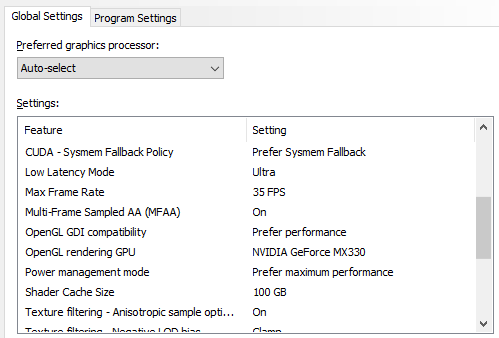 Global Settings Program Settings
Preferred graphics processor:
Auto-select
Settings:
Feature Setting
CUDA - Sysmem Fallback Policy Prefer Sysmem Fallback
Low Latency Mode Ultra
Max Frame Rate 35 FPS
Multi-Frame Sampled AA (MFAA) On
OpenGL GDI compatibility Prefer performance
OpenGL rendering GPU NVIDIA GeForce MX330
Power management mode Prefer maximum performance
Shader Cache Size 100 GB
Texture filtering - Anisotropic sample opti... On
Texture filtering - Negative LOD bias Clamp